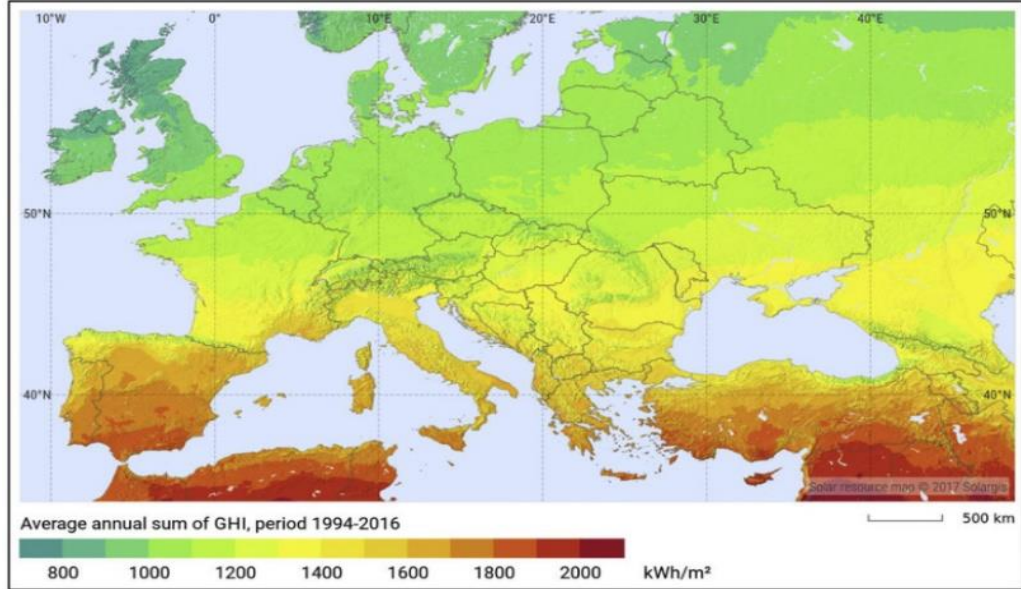 10°W 0° 10°E 20°E 30°E 40°E
50°N 50°N
40°N 40°N
Solar resource map © 2017 Solargis
Average annual sum of GHI, period 1994-2016
500 km
800 1000 1200 1400 1600 1800 2000 kWh/m²